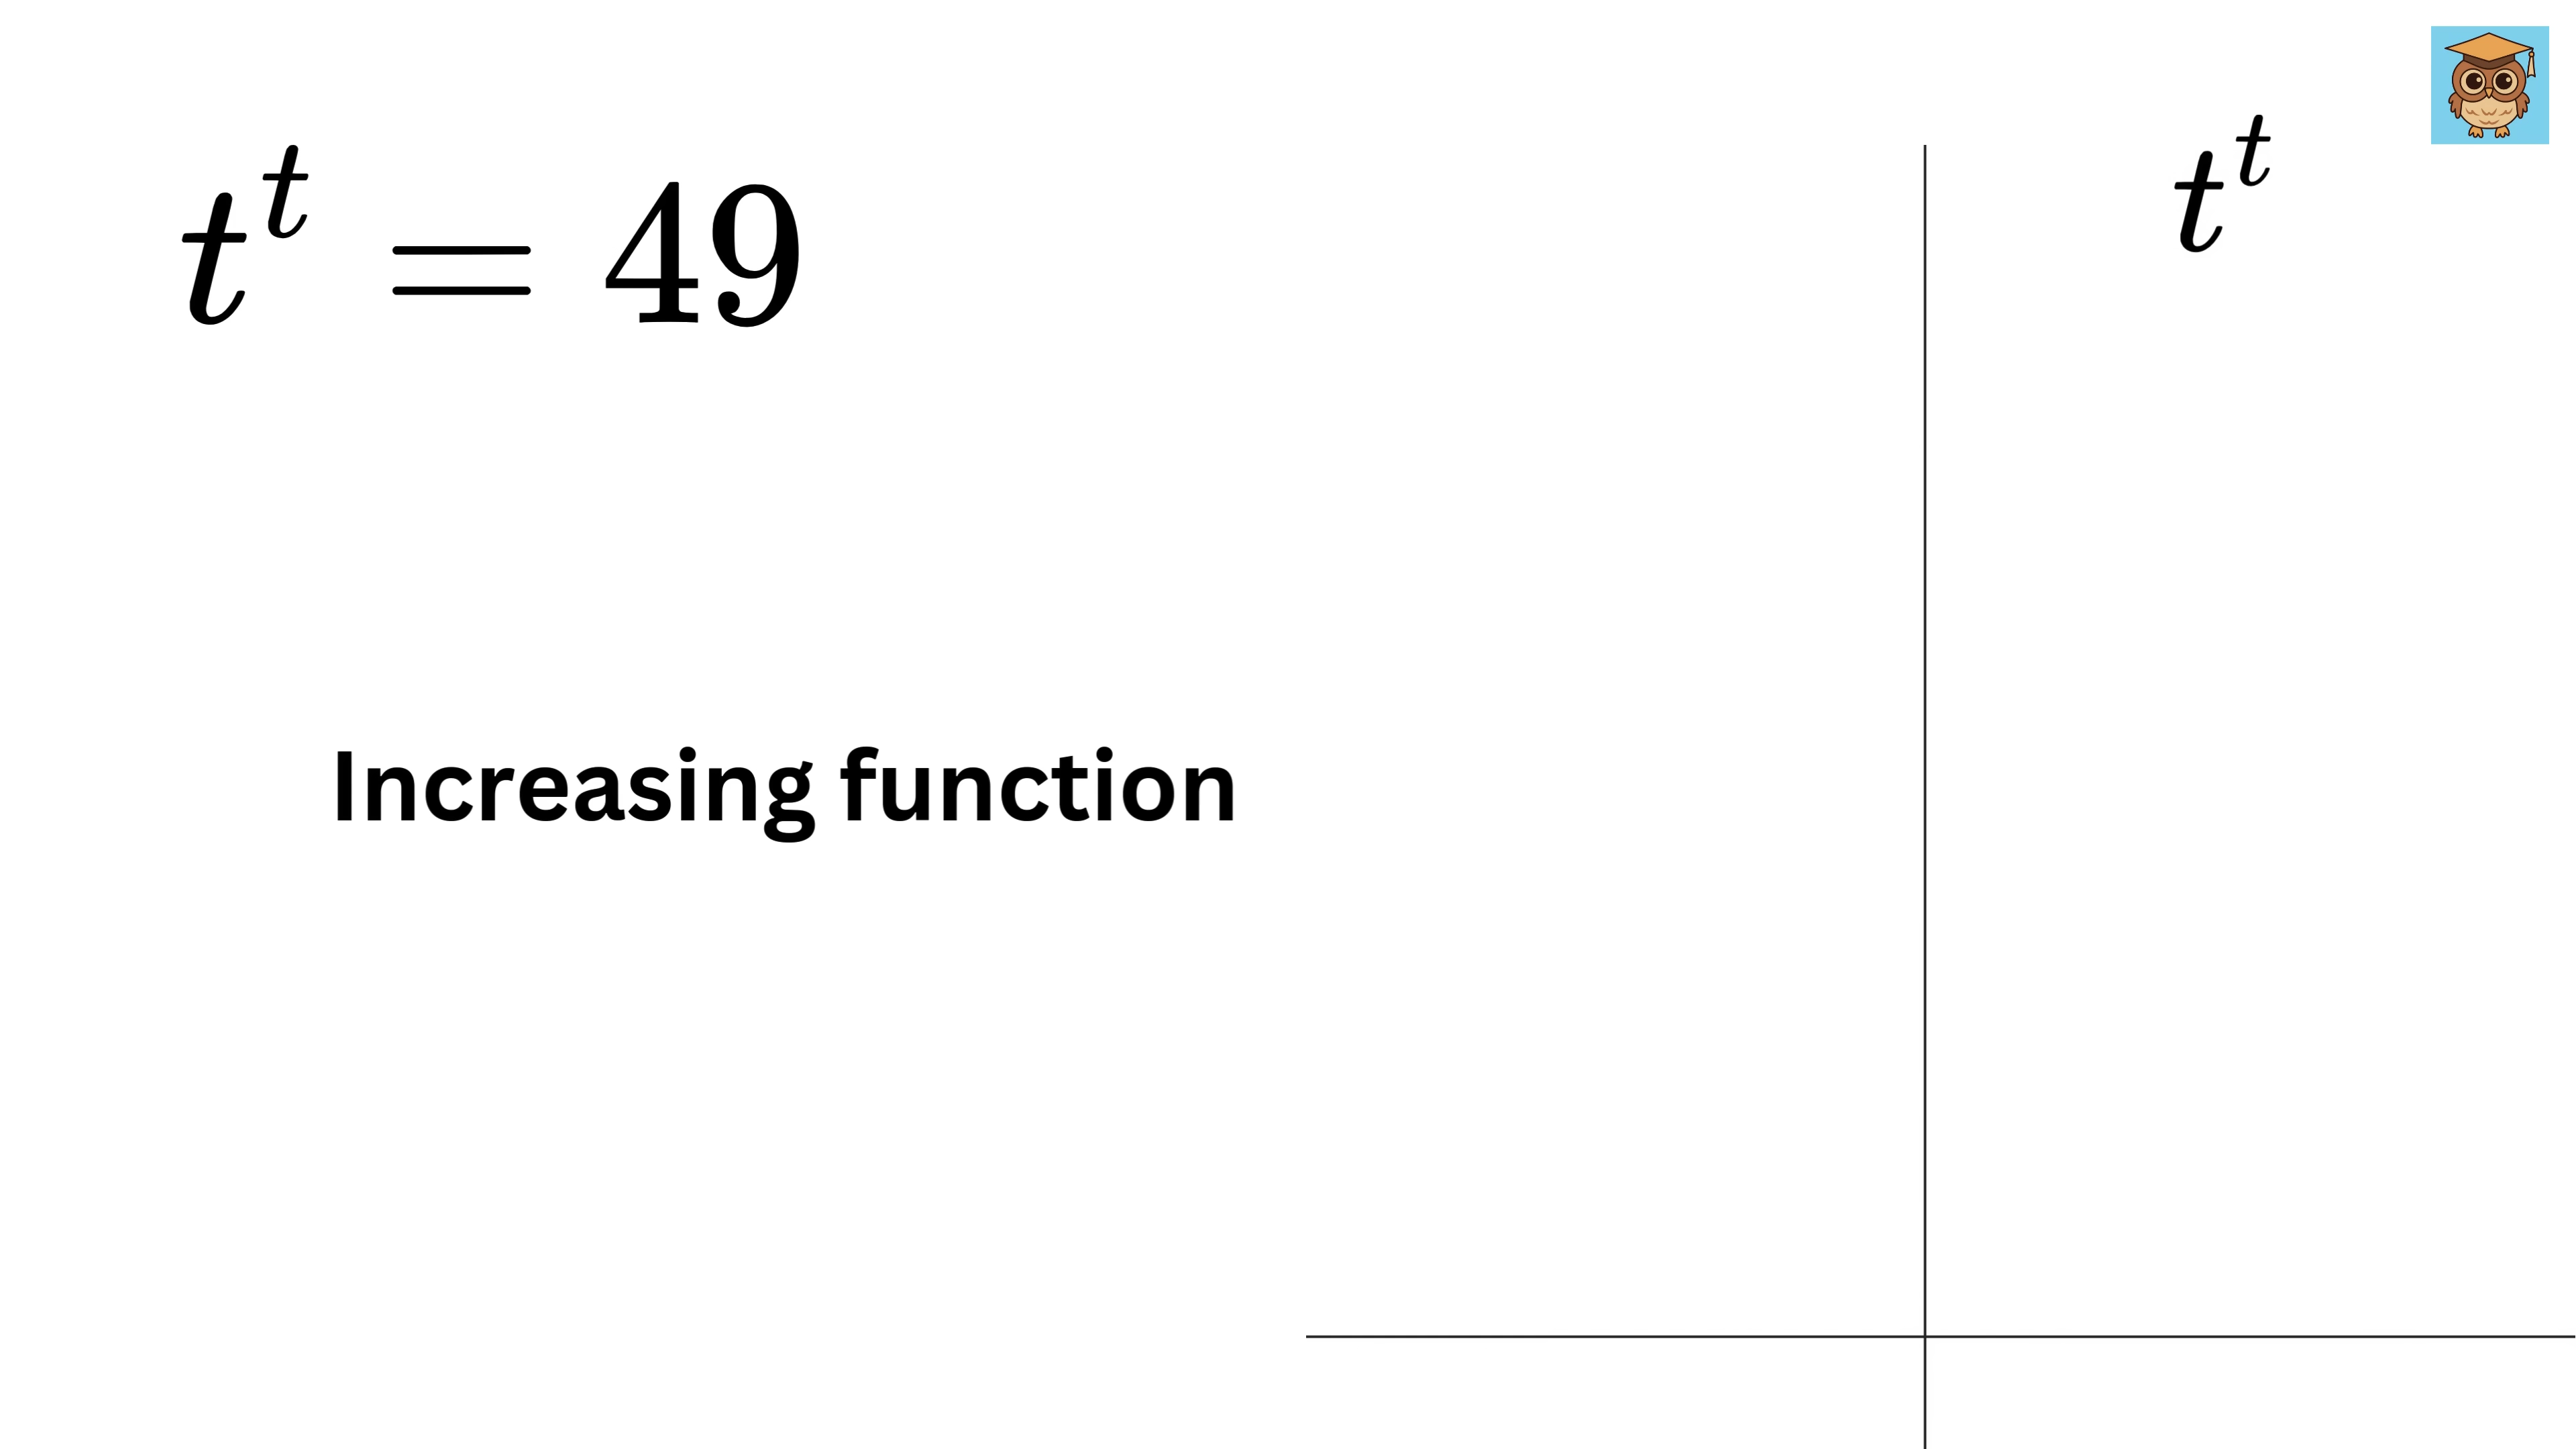 t^t = 49
t^t
Increasing function